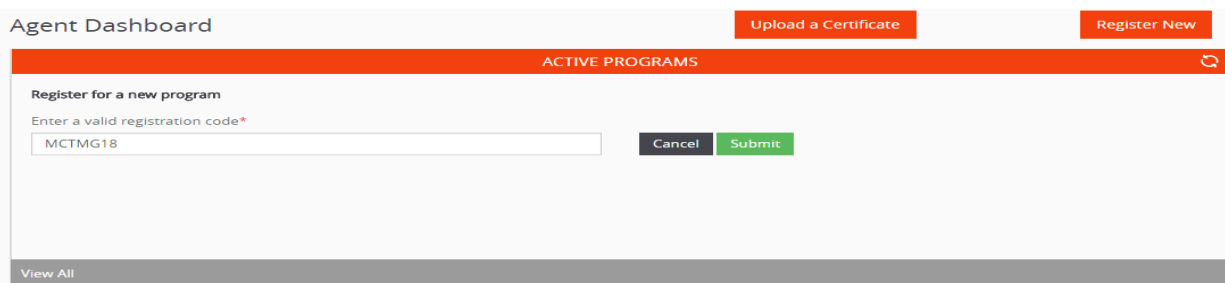 Agent Dashboard
Upload a Certificate
Register New
ACTIVE PROGRAMS
Register for a new program
Enter a valid registration code*
MCTMG18
Cancel
Submit
View All